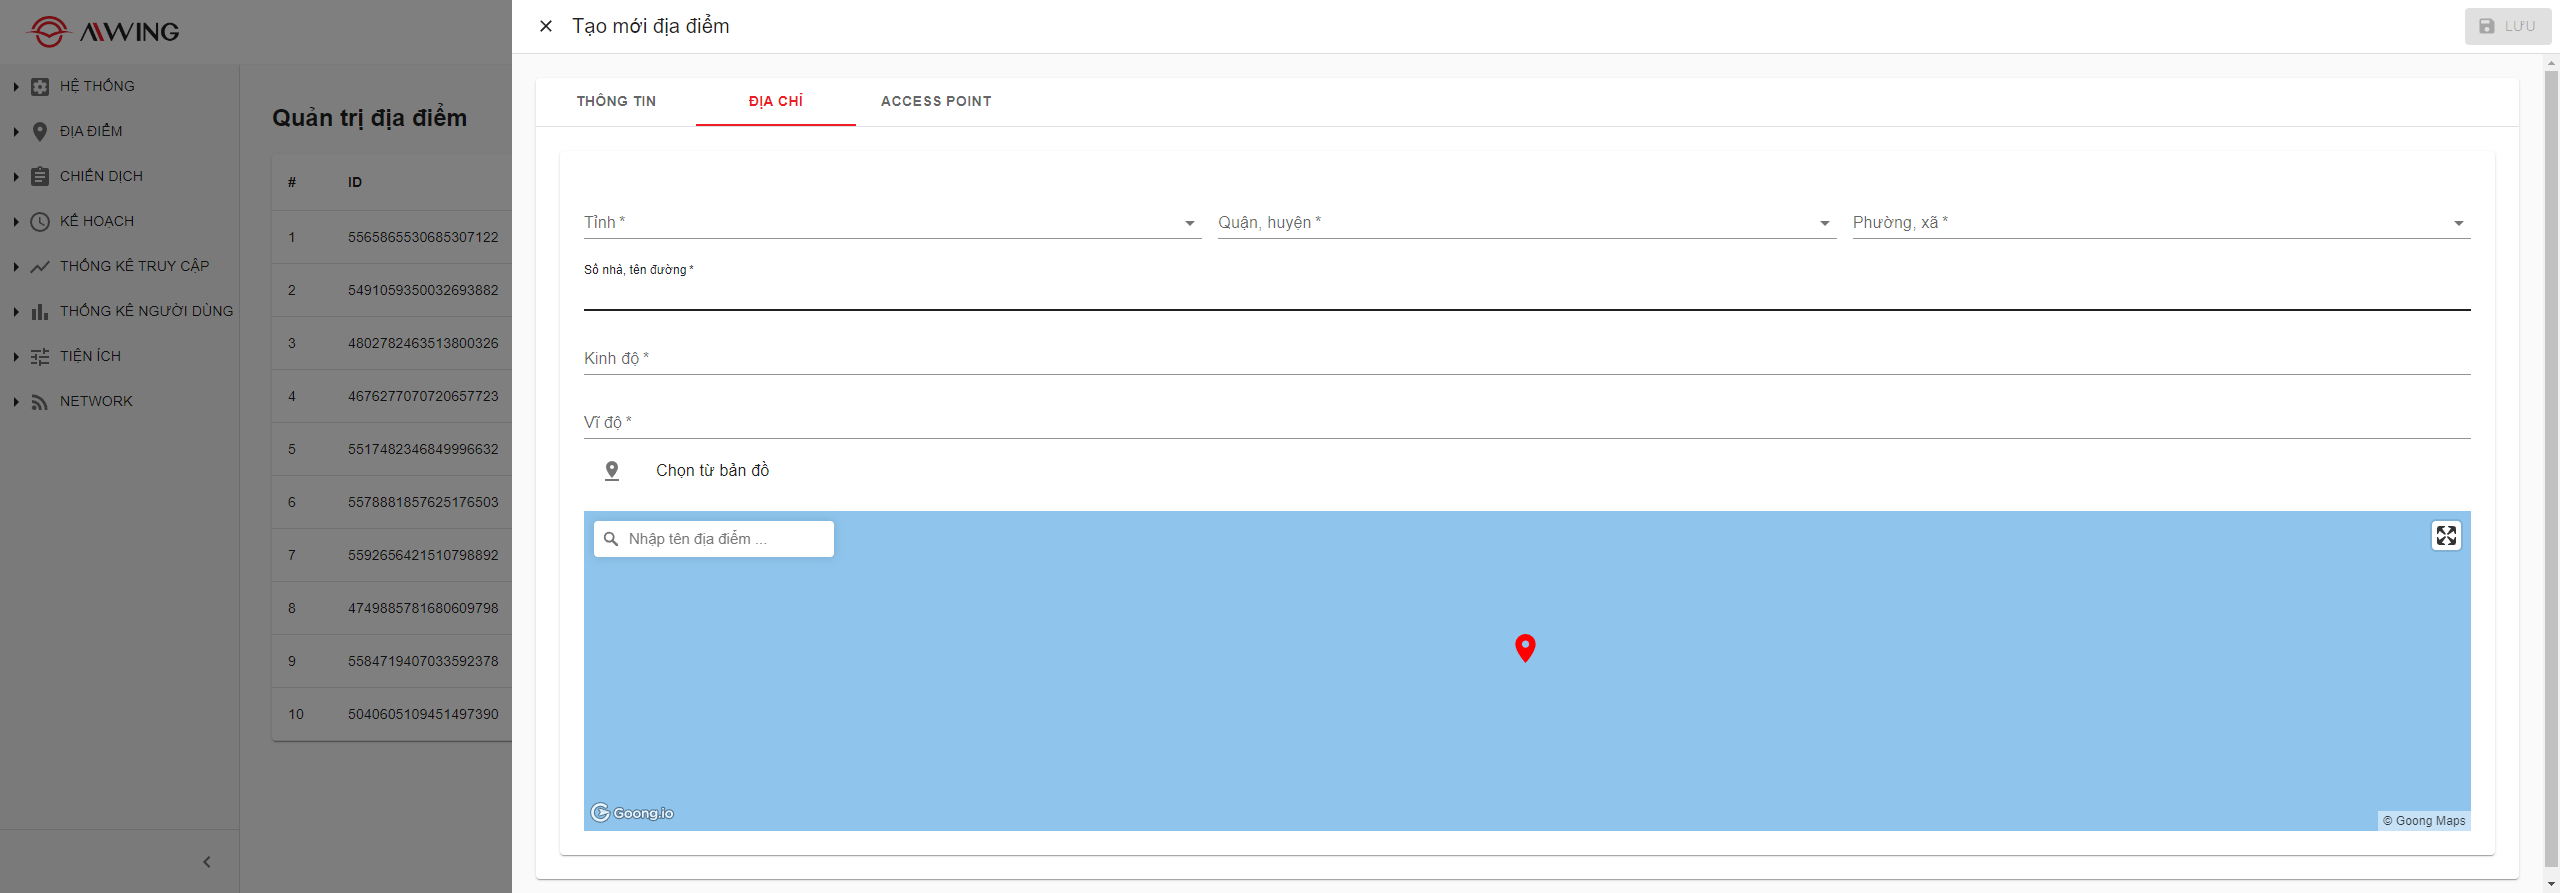 AWING
Tạo mới địa điểm
LƯU
HỆ THỐNG
ĐỊA ĐIỂM
CHIẾN DỊCH
KẾ HOẠCH
THỐNG KÊ TRUY CẬP
THỐNG KÊ NGƯỜI DÙNG
TIỆN ÍCH
NETWORK
Quản trị địa điểm
# ID
1 5565865530685307122
2 5491059350032693882
3 4802782463513800326
4 4676277070720657723
5 5517482346849996632
6 5578881857625176503
7 5592656421510798892
8 4749885781680609798
9 5584719407033592378
10 5040605109451497390
THÔNG TIN ĐỊA CHỈ ACCESS POINT
Tỉnh * Quận, huyện * Phường, xã *
Số nhà, tên đường *
Kinh độ *
Vĩ độ *
Chọn từ bản đồ
Nhập tên địa điểm ...
Goong.io
© Goong Maps